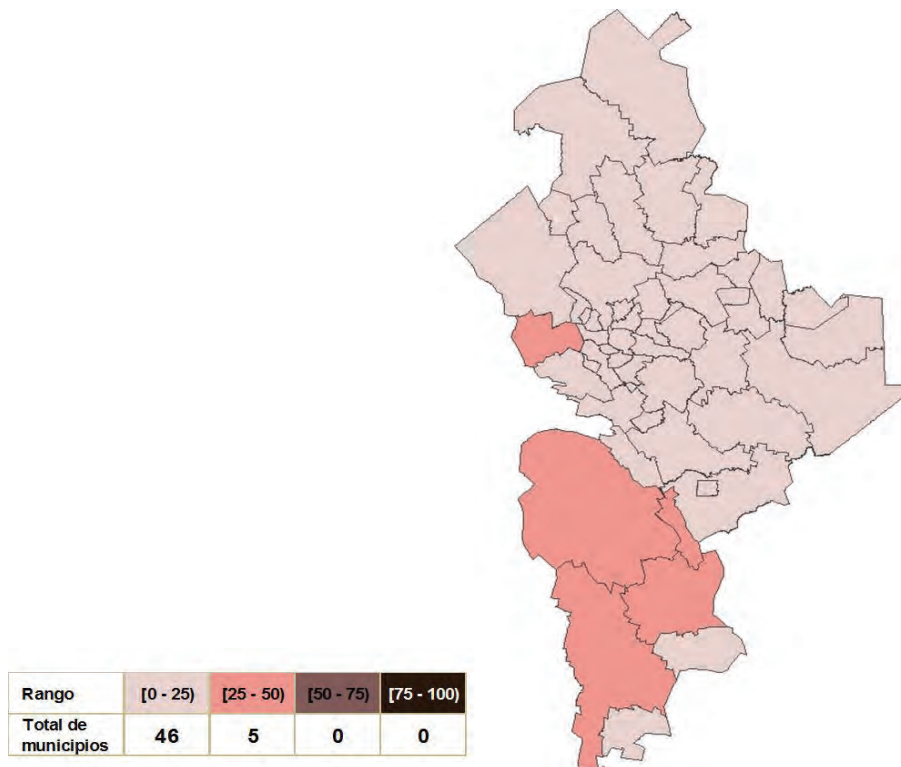 Rango [0 - 25) [25 - 50) [50 - 75) [75 - 100)
Total de
municipios 46 5 0 0